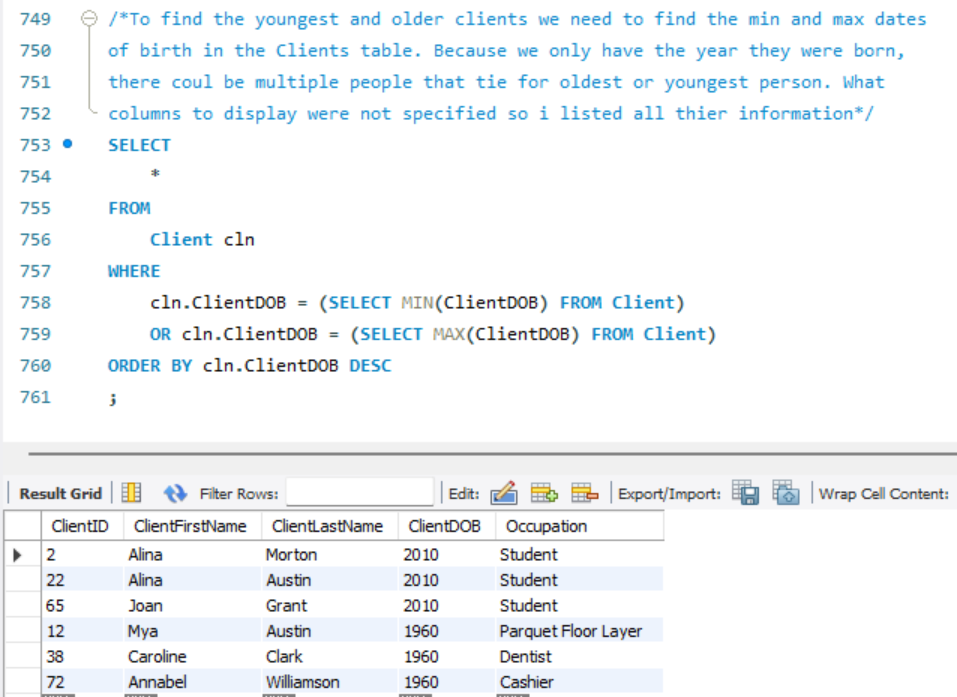 749 /*To find the youngest and older clients we need to find the min and max dates
750 of birth in the Clients table. Because we only have the year they were born,
751 there coul be multiple people that tie for oldest or youngest person. What
752 columns to display were not specified so i listed all thier information*/
753 SELECT
754 *
755 FROM
756 Client cln
757 WHERE
758 cln.ClientDOB = (SELECT MIN(ClientDOB) FROM Client)
759 OR cln.ClientDOB = (SELECT MAX(ClientDOB) FROM Client)
760 ORDER BY cln.ClientDOB DESC
761 ;
Result Grid Filter Rows: Edit: Export/Import: Wrap Cell Content:
ClientID ClientFirstName ClientLastName ClientDOB Occupation
2 Alina Morton 2010 Student
22 Alina Austin 2010 Student
65 Joan Grant 2010 Student
12 Mya Austin 1960 Parquet Floor Layer
38 Caroline Clark 1960 Dentist
72 Annabel Williamson 1960 Cashier